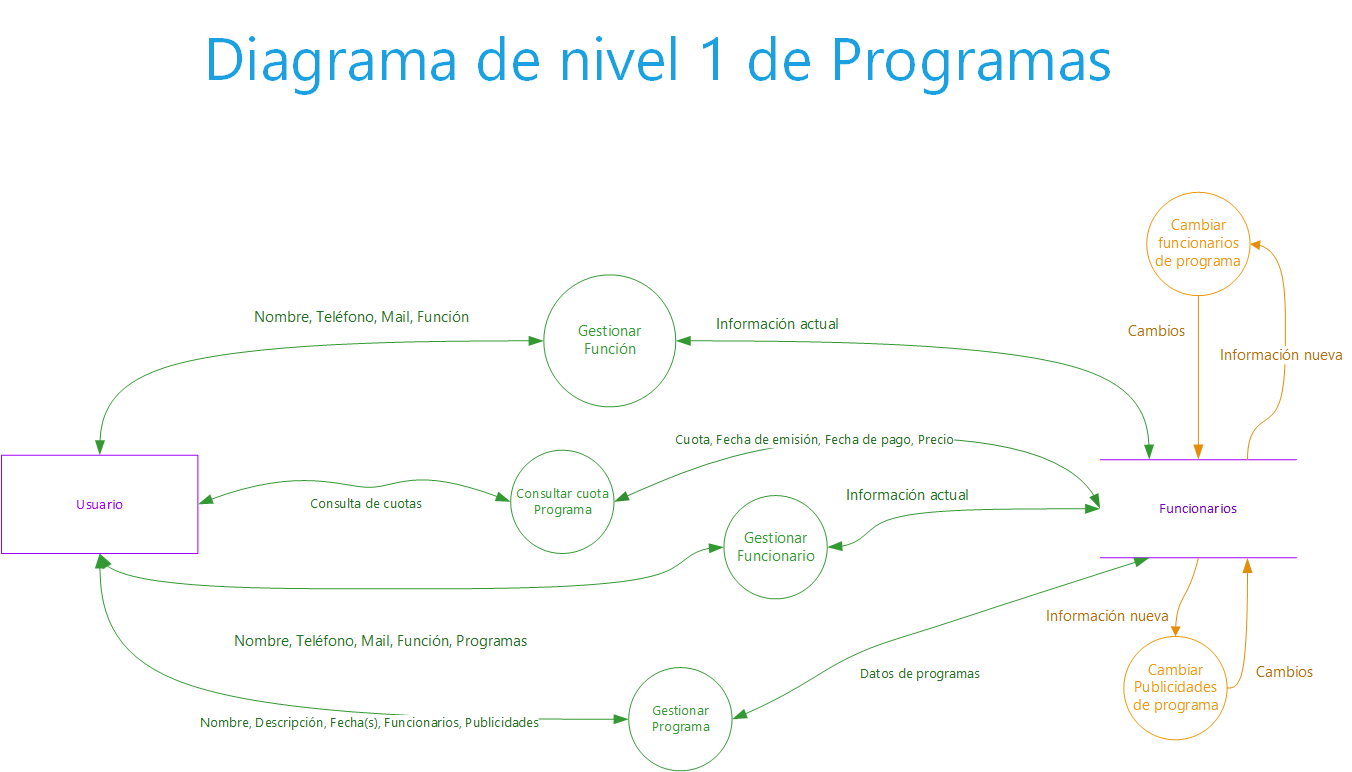 Diagrama de nivel 1 de Programas
Cambiar
funcionarios
de programa
Nombre, Teléfono, Mail, Función
Gestionar
Función
Información actual
Cambios
Información nueva
Cuota, Fecha de emisión, Fecha de pago, Precio
Usuario
Consulta de cuotas
Consultar cuota
Programa
Información actual
Gestionar
Funcionario
Funcionarios
Nombre, Teléfono, Mail, Función, Programas
Información nueva
Datos de programas
Cambiar
Publicidades
de programa
Cambios
Nombre, Descripción, Fecha(s), Funcionarios, Publicidades
Gestionar
Programa